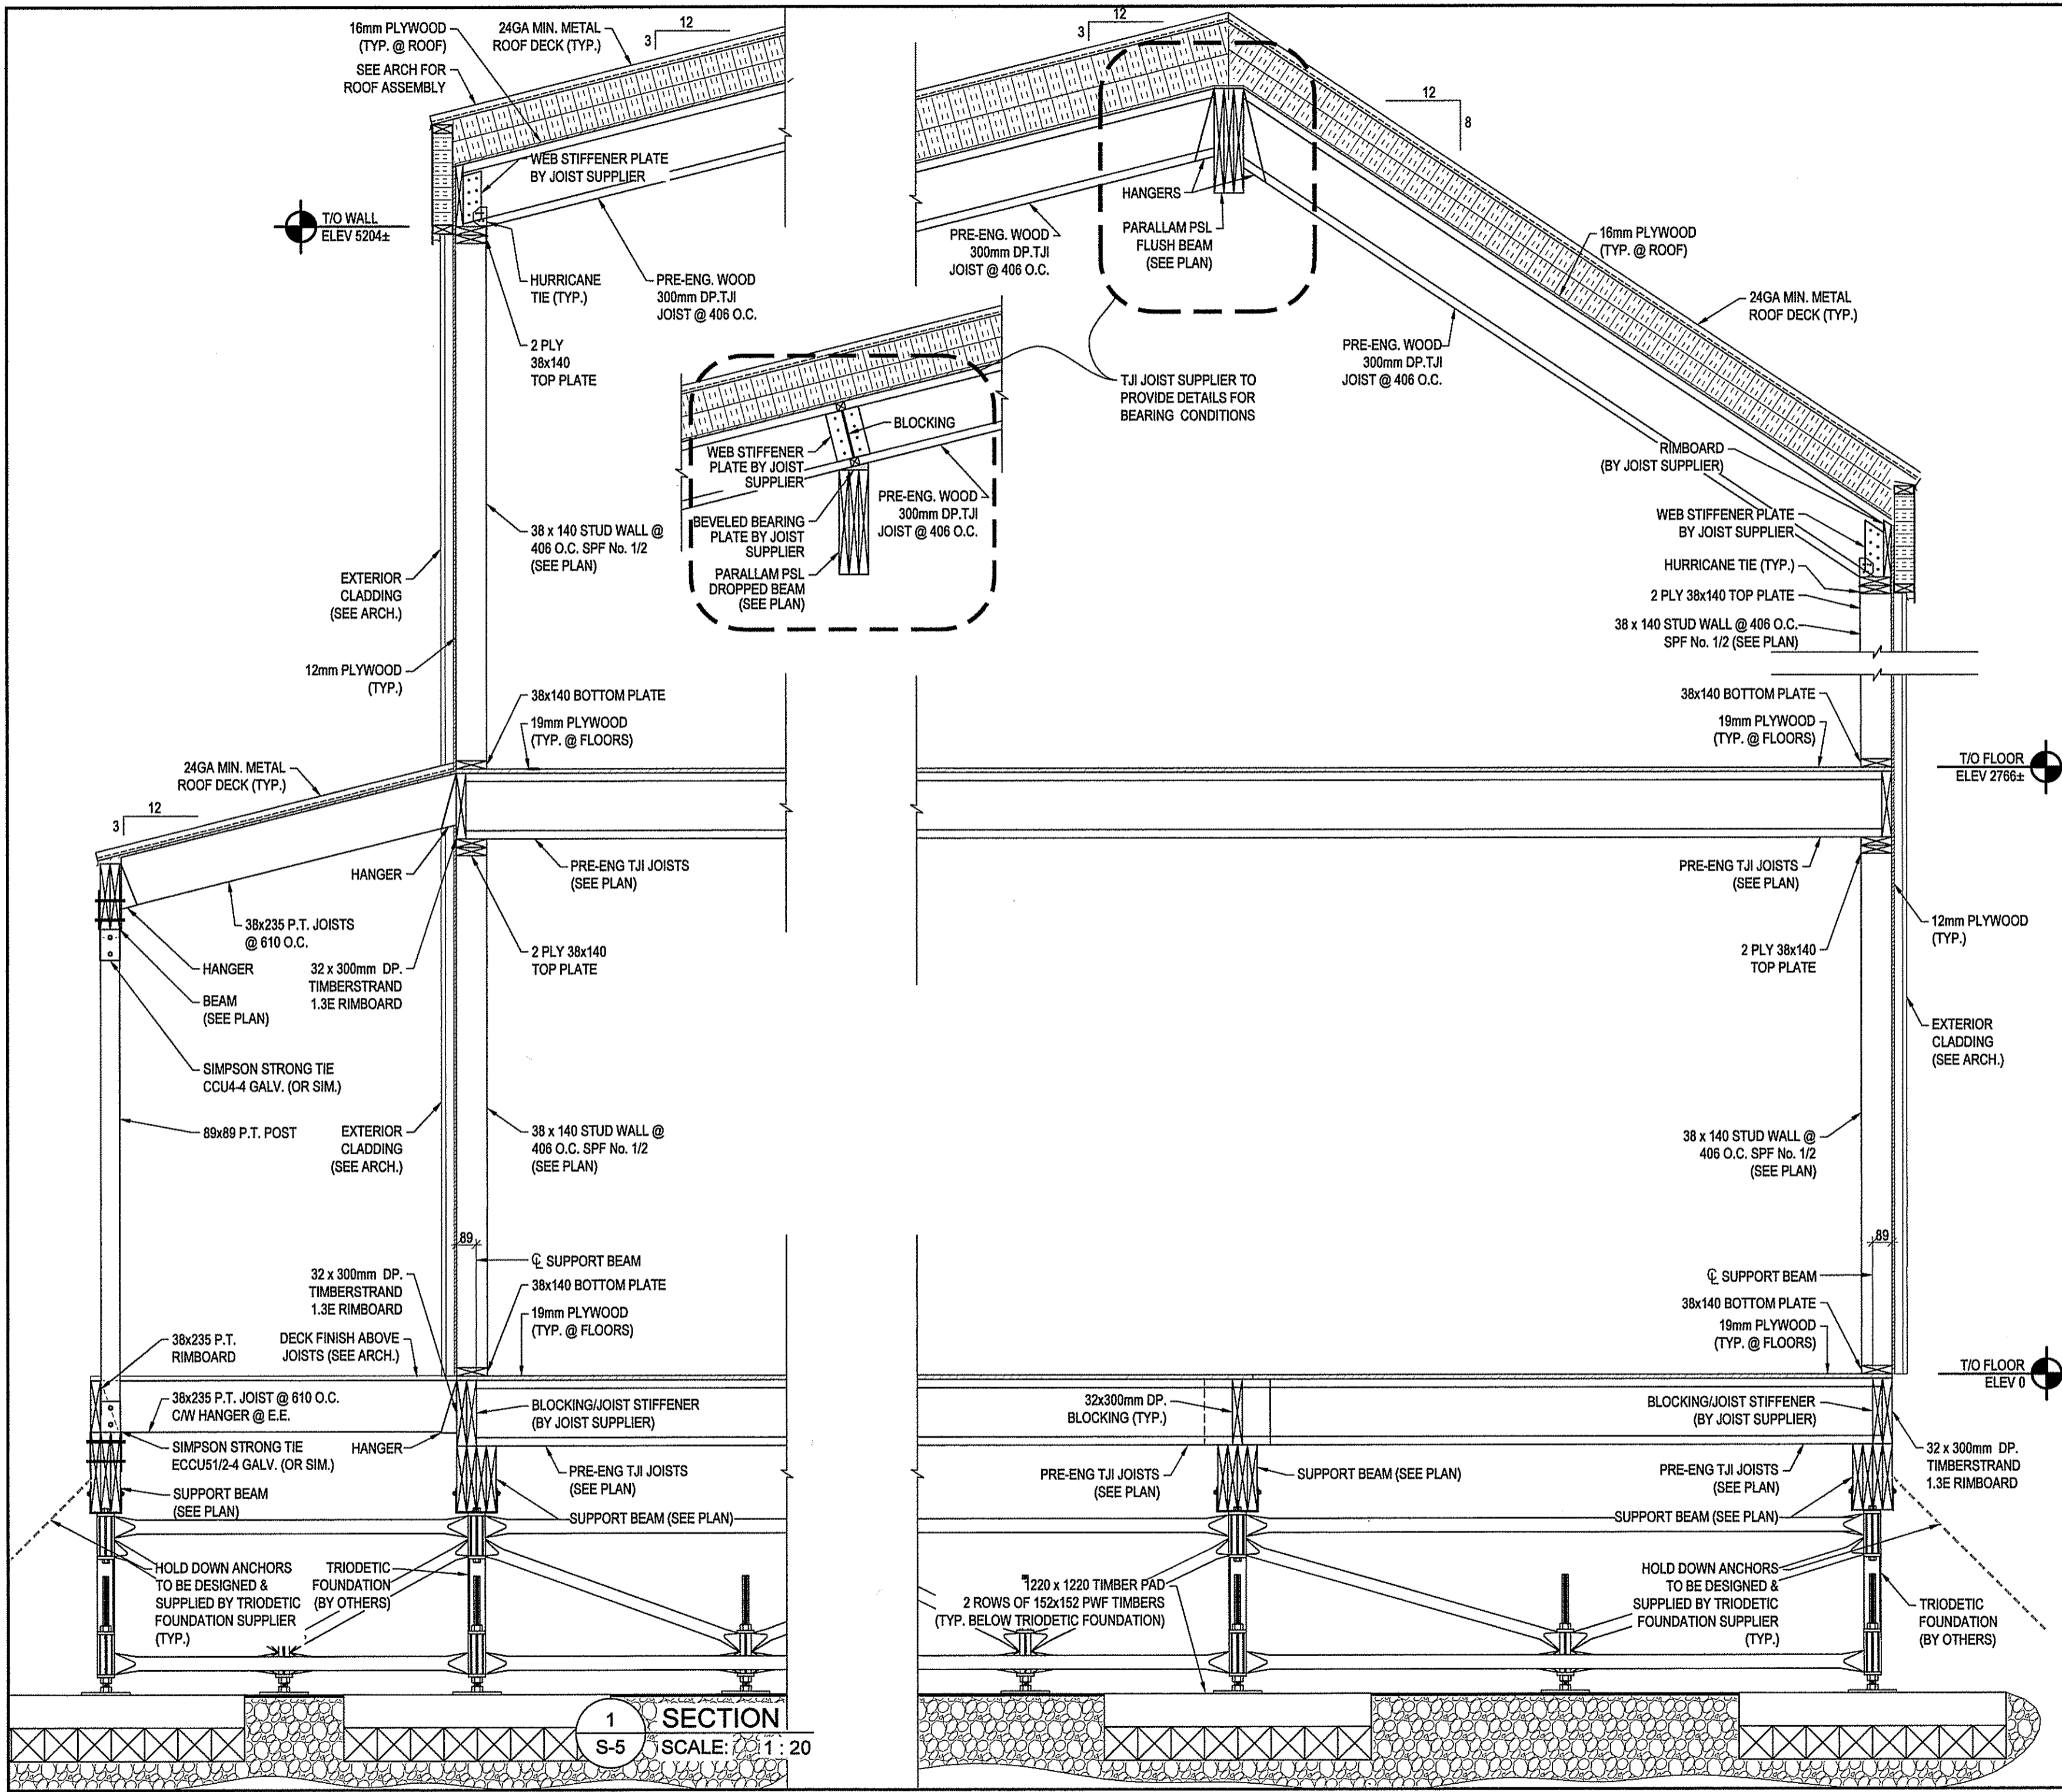 16mm PLYWOOD
(TYP. @ ROOF)
SEE ARCH FOR
ROOF ASSEMBLY
24GA MIN. METAL
ROOF DECK (TYP.)
12
3
12
3
12
8
WEB STIFFENER PLATE
BY JOIST SUPPLIER
T/O WALL
ELEV 5204±
HURRICANE
TIE (TYP.)
PRE-ENG. WOOD
300mm DP.TJI
JOIST @ 406 O.C.
2 PLY
38x140
TOP PLATE
HANGERS
PARALLAM PSL
FLUSH BEAM
(SEE PLAN)
PRE-ENG. WOOD
300mm DP.TJI
JOIST @ 406 O.C.
16mm PLYWOOD
(TYP. @ ROOF)
24GA MIN. METAL
ROOF DECK (TYP.)
PRE-ENG. WOOD
300mm DP.TJI
JOIST @ 406 O.C.
TJI JOIST SUPPLIER TO
PROVIDE DETAILS FOR
BEARING CONDITIONS
BLOCKING
WEB STIFFENER
PLATE BY JOIST
SUPPLIER
PRE-ENG. WOOD
300mm DP.TJI
JOIST @ 406 O.C.
BEVELED BEARING
PLATE BY JOIST
SUPPLIER
PARALLAM PSL
DROPPED BEAM
(SEE PLAN)
RIMBOARD
(BY JOIST SUPPLIER)
WEB STIFFENER PLATE
BY JOIST SUPPLIER
HURRICANE TIE (TYP.)
2 PLY 38x140 TOP PLATE
38 x 140 STUD WALL @ 406 O.C.
SPF No. 1/2 (SEE PLAN)
38 x 140 STUD WALL @
406 O.C. SPF No. 1/2
(SEE PLAN)
EXTERIOR
CLADDING
(SEE ARCH.)
12mm PLYWOOD
(TYP.)
38x140 BOTTOM PLATE
19mm PLYWOOD
(TYP. @ FLOORS)
38x140 BOTTOM PLATE
19mm PLYWOOD
(TYP. @ FLOORS)
T/O FLOOR
ELEV 2766±
24GA MIN. METAL
ROOF DECK (TYP.)
12
3
HANGER
PRE-ENG TJI JOISTS
(SEE PLAN)
PRE-ENG TJI JOISTS
(SEE PLAN)
38x235 P.T. JOISTS
@ 610 O.C.
HANGER
BEAM
(SEE PLAN)
32 x 300mm DP.
TIMBERSTRAND
1.3E RIMBOARD
2 PLY 38x140
TOP PLATE
2 PLY 38x140
TOP PLATE
12mm PLYWOOD
(TYP.)
EXTERIOR
CLADDING
(SEE ARCH.)
SIMPSON STRONG TIE
CCU4-4 GALV. (OR SIM.)
89x89 P.T. POST
EXTERIOR
CLADDING
(SEE ARCH.)
38 x 140 STUD WALL @
406 O.C. SPF No. 1/2
(SEE PLAN)
38 x 140 STUD WALL @
406 O.C. SPF No. 1/2
(SEE PLAN)
89
℄ SUPPORT BEAM
38x140 BOTTOM PLATE
19mm PLYWOOD
(TYP. @ FLOORS)
89
℄ SUPPORT BEAM
38x140 BOTTOM PLATE
19mm PLYWOOD
(TYP. @ FLOORS)
T/O FLOOR
ELEV 0
32 x 300mm DP.
TIMBERSTRAND
1.3E RIMBOARD
38x235 P.T.
RIMBOARD
DECK FINISH ABOVE
JOISTS (SEE ARCH.)
38x235 P.T. JOIST @ 610 O.C.
C/W HANGER @ E.E.
SIMPSON STRONG TIE
ECCU51/2-4 GALV. (OR SIM.)
HANGER
SUPPORT BEAM
(SEE PLAN)
BLOCKING/JOIST STIFFENER
(BY JOIST SUPPLIER)
PRE-ENG TJI JOISTS
(SEE PLAN)
SUPPORT BEAM (SEE PLAN)
32x300mm DP.
BLOCKING (TYP.)
PRE-ENG TJI JOISTS
(SEE PLAN)
SUPPORT BEAM (SEE PLAN)
BLOCKING/JOIST STIFFENER
(BY JOIST SUPPLIER)
PRE-ENG TJI JOISTS
(SEE PLAN)
SUPPORT BEAM (SEE PLAN)
32 x 300mm DP.
TIMBERSTRAND
1.3E RIMBOARD
HOLD DOWN ANCHORS
TO BE DESIGNED &
SUPPLIED BY TRIODETIC
FOUNDATION SUPPLIER
(TYP.)
TRIODETIC
FOUNDATION
(BY OTHERS)
1220 x 1220 TIMBER PAD
2 ROWS OF 152x152 PWF TIMBERS
(TYP. BELOW TRIODETIC FOUNDATION)
HOLD DOWN ANCHORS
TO BE DESIGNED &
SUPPLIED BY TRIODETIC
FOUNDATION SUPPLIER
(TYP.)
TRIODETIC
FOUNDATION
(BY OTHERS)
1
S-5
SECTION
SCALE: 1 : 20